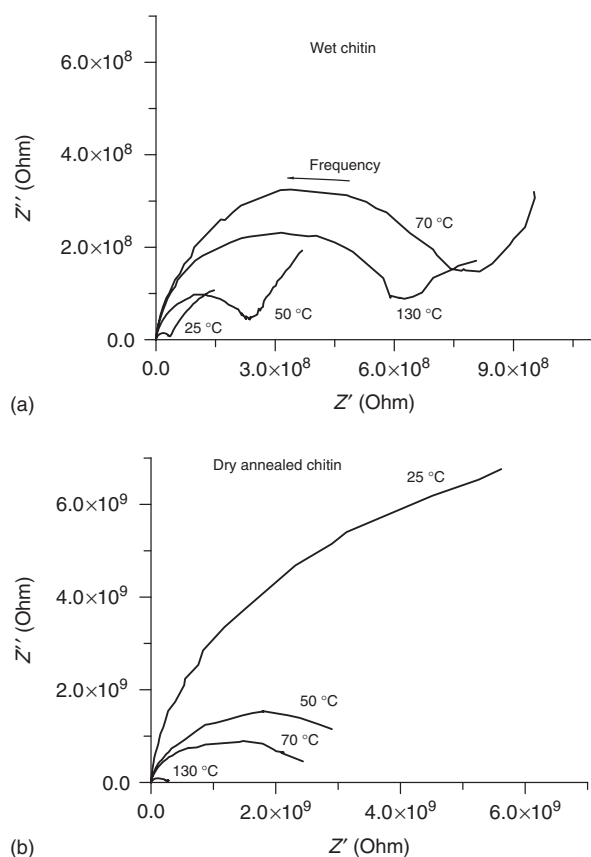 Wet chitin
6.0×10⁸
4.0×10⁸
2.0×10⁸
0.0
Z′′ (Ohm)
Frequency
70 °C
50 °C
130 °C
25 °C
0.0 3.0×10⁸ 6.0×10⁸ 9.0×10⁸
Z′ (Ohm)
(a)
Dry annealed chitin
6.0×10⁹
4.0×10⁹
2.0×10⁹
0.0
Z′′ (Ohm)
25 °C
50 °C
70 °C
130 °C
0.0 2.0×10⁹ 4.0×10⁹ 6.0×10⁹
Z′ (Ohm)
(b)